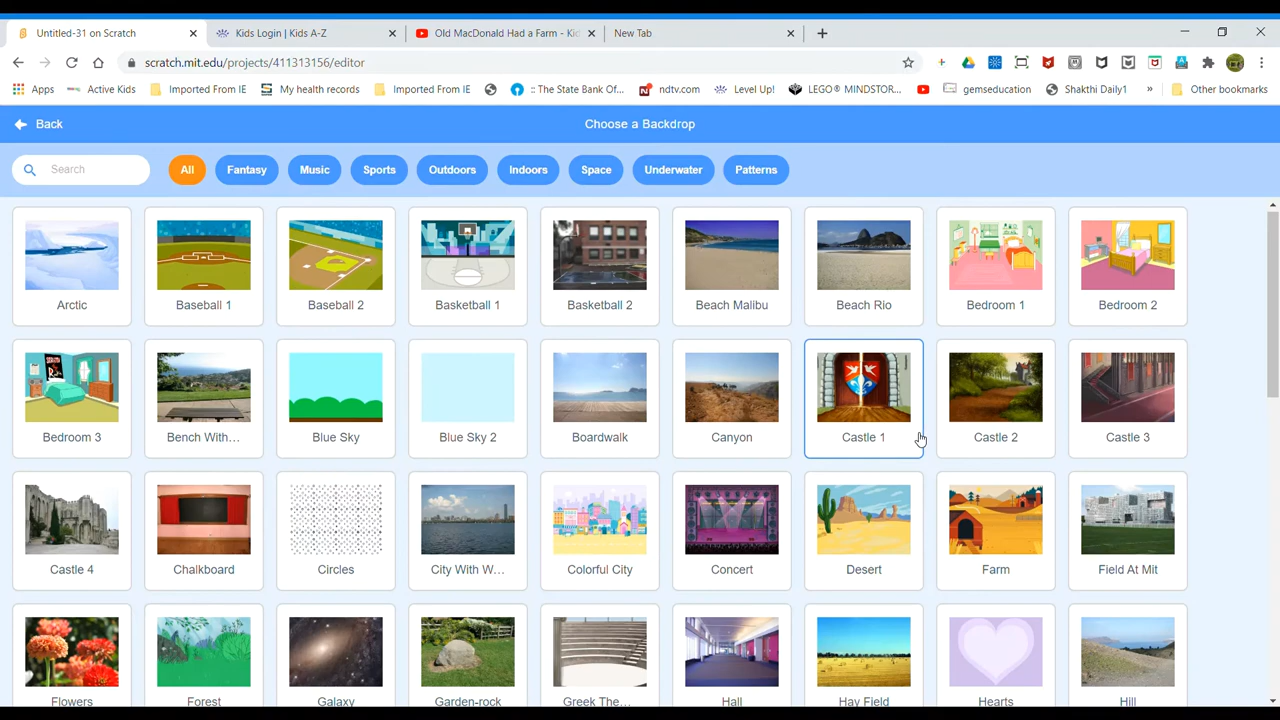 Untitled-31 on Scratch
Kids Login | Kids A-Z
Old MacDonald Had a Farm - Kid
New Tab
scratch.mit.edu/projects/411313156/editor
Apps
Active Kids
Imported From IE
My health records
Imported From IE
:: The State Bank Of...
ndtv.com
Level Up!
LEGO® MINDSTOR...
gemseducation
Shakthi Daily1
»
Other bookmarks
Back
Choose a Backdrop
Search
All
Fantasy
Music
Sports
Outdoors
Indoors
Space
Underwater
Patterns
Arctic
Baseball 1
Baseball 2
Basketball 1
Basketball 2
Beach Malibu
Beach Rio
Bedroom 1
Bedroom 2
Bedroom 3
Bench With...
Blue Sky
Blue Sky 2
Boardwalk
Canyon
Castle 1
Castle 2
Castle 3
Castle 4
Chalkboard
Circles
City With W...
Colorful City
Concert
Desert
Farm
Field At Mit
Flowers
Forest
Galaxy
Garden-rock
Greek The...
Hall
Hay Field
Hearts
Hill